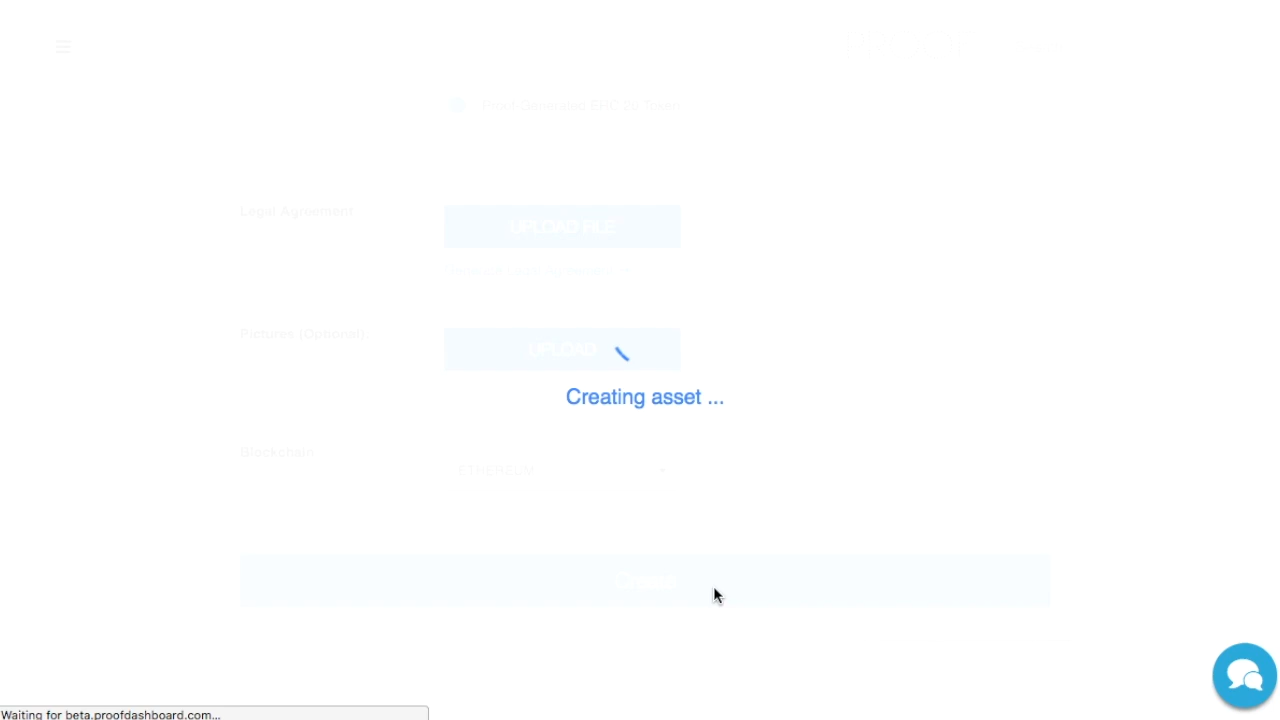 Proof Generated ERC 20 Token
Legal Agreement
UPLOAD FILE
Pictures (Optional)
UPLOAD
Creating asset ...
Blockchain
ETHEREUM
Waiting for beta.proofdashboard.com...